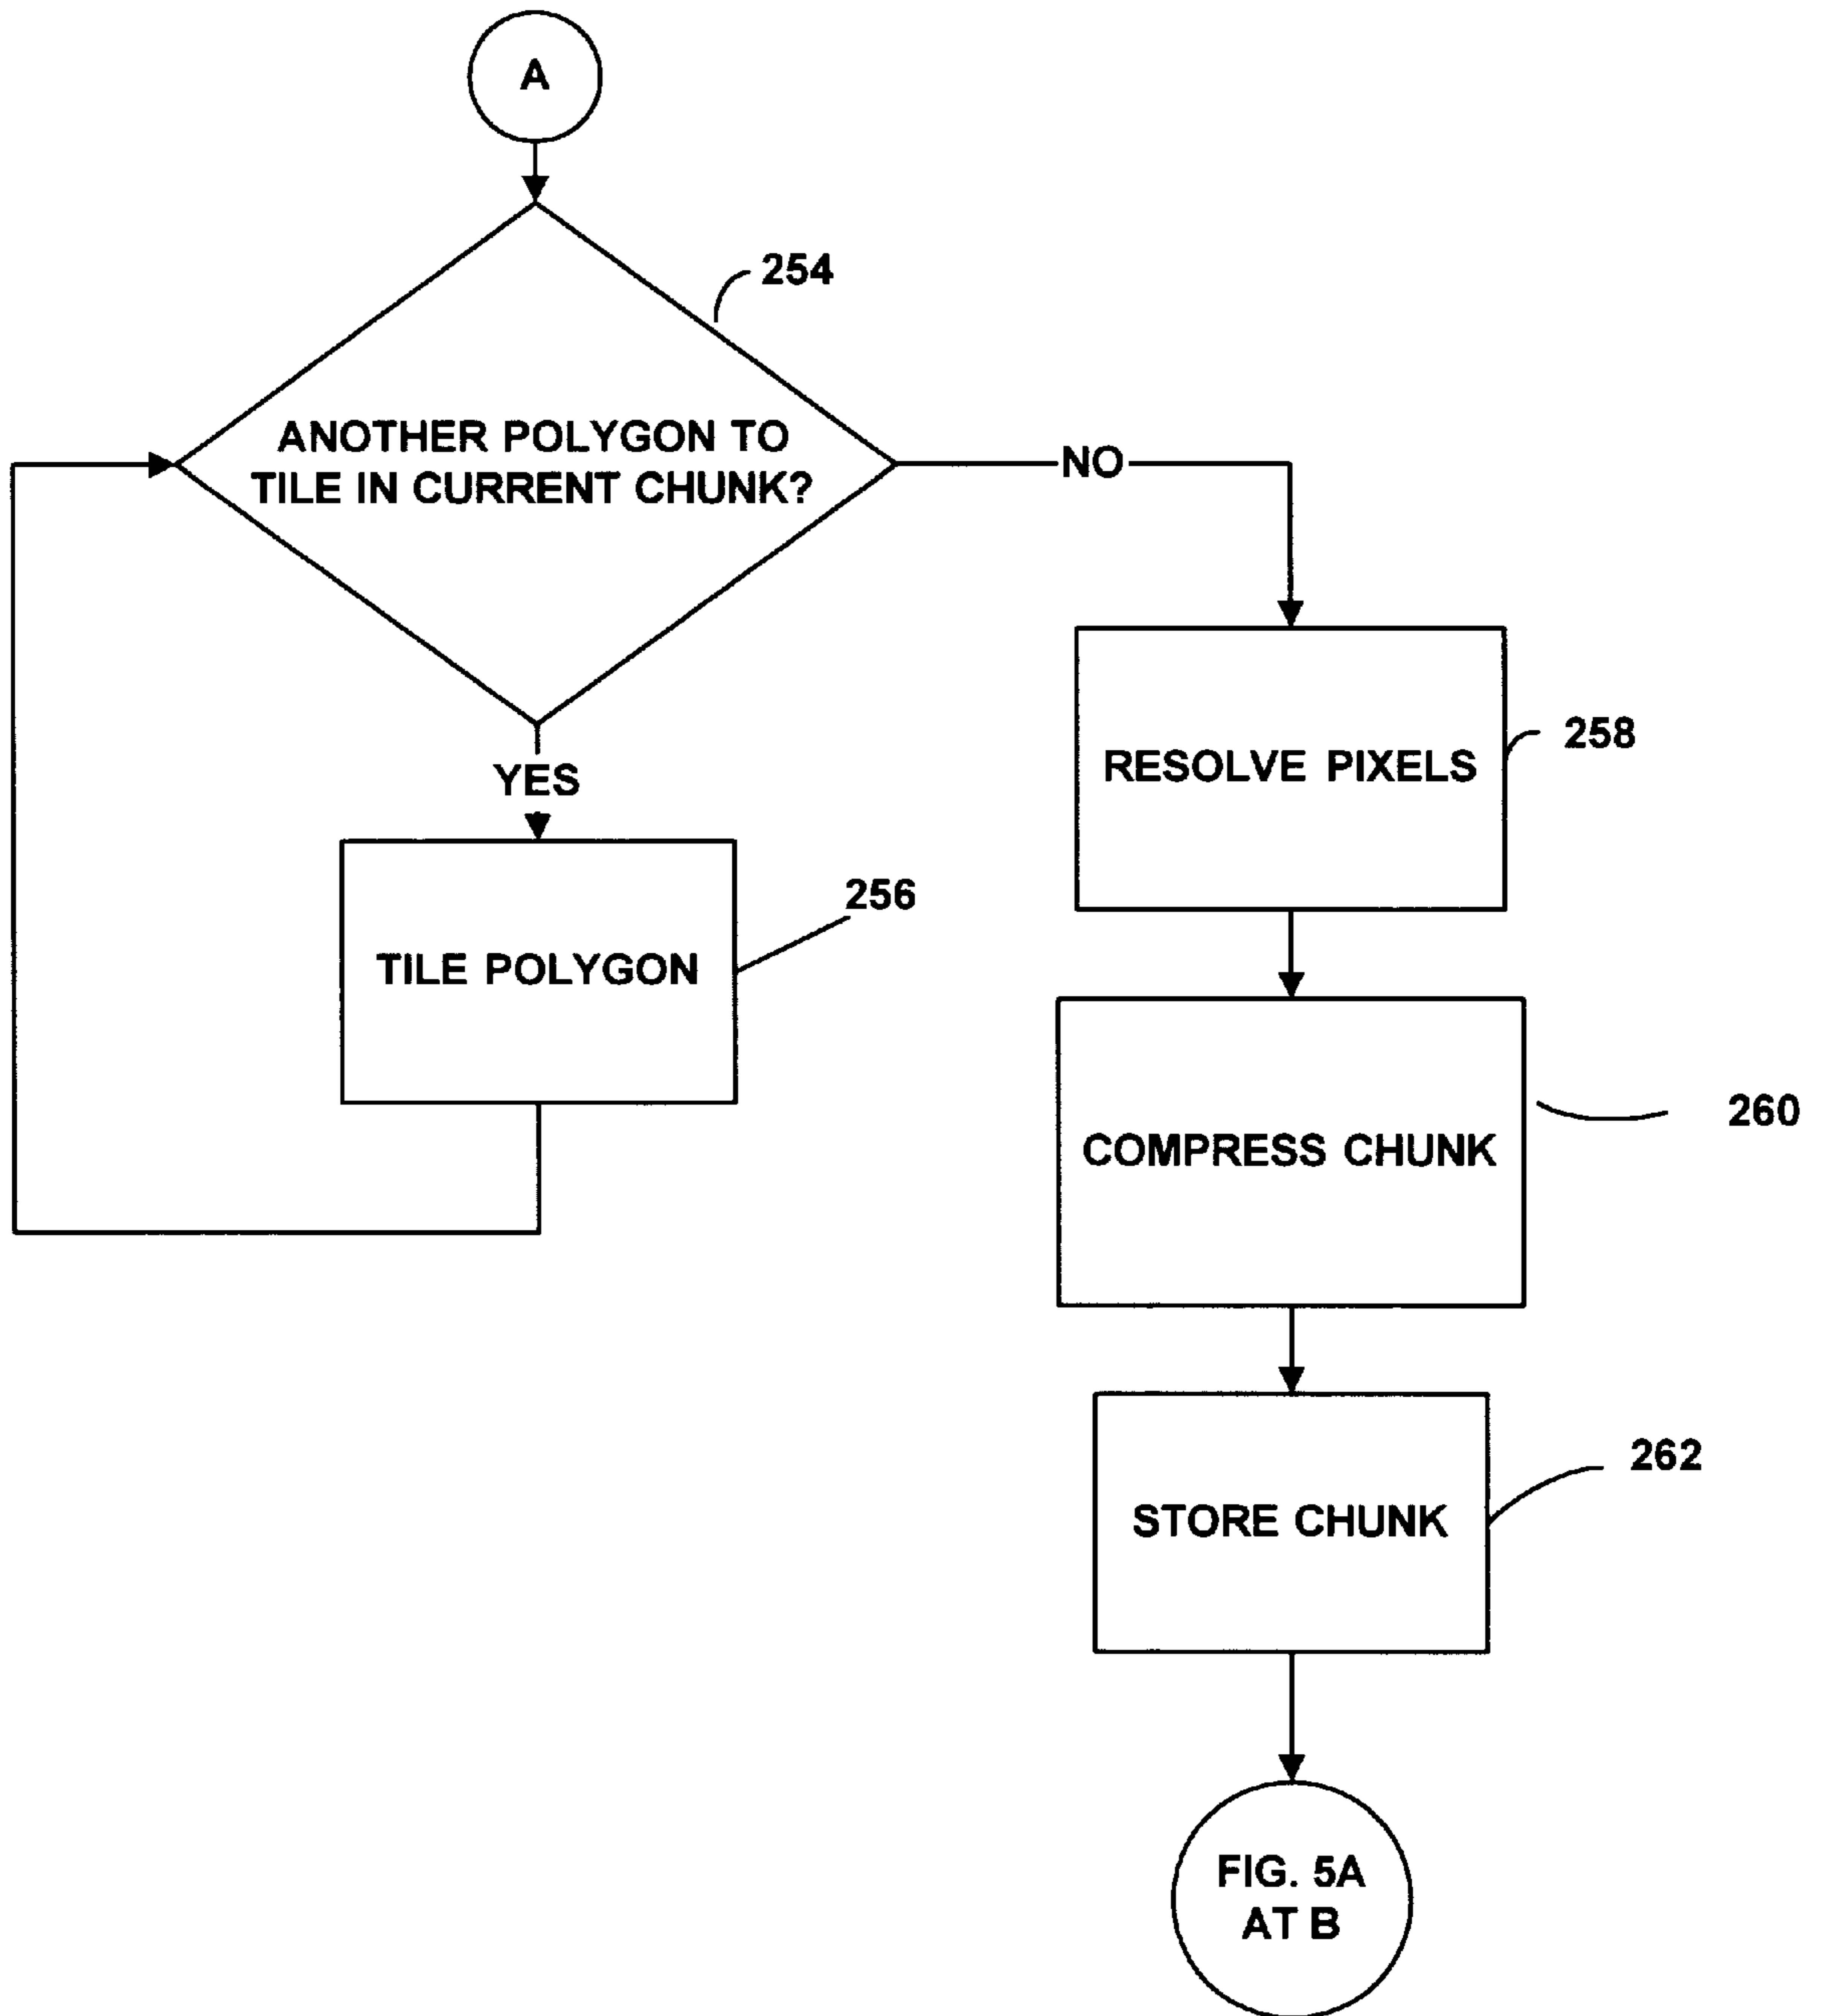 A
254
ANOTHER POLYGON TO
TILE IN CURRENT CHUNK?
NO
YES
258
RESOLVE PIXELS
256
TILE POLYGON
260
COMPRESS CHUNK
262
STORE CHUNK
FIG. 5A
AT B